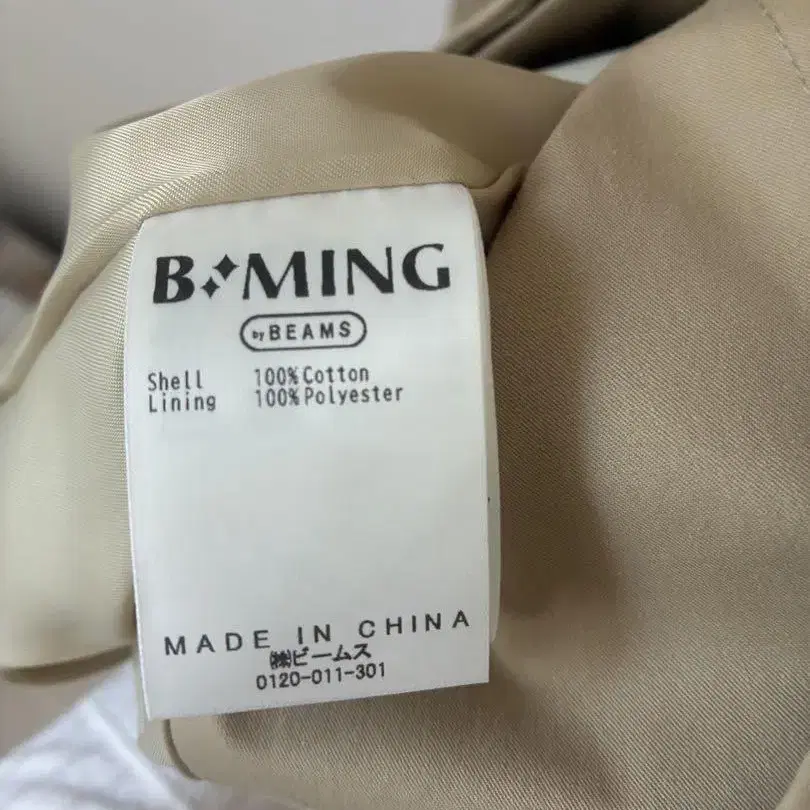 B MING
by BEAMS
Shell 100%Cotton
Lining 100%Polyester
MADE IN CHINA
㈱ビームス
0120-011-301